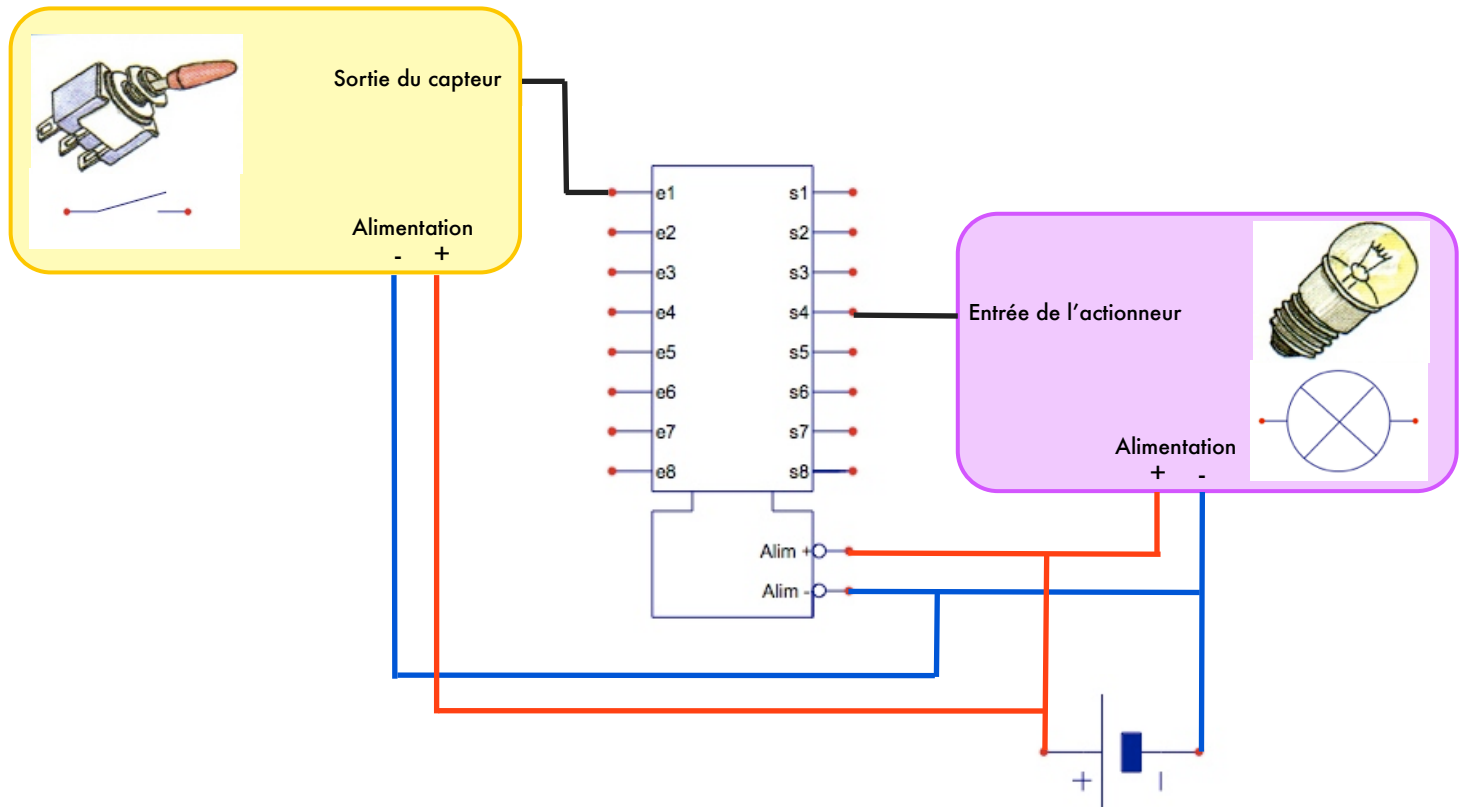 Sortie du capteur
Alimentation
- +
e1 s1
e2 s2
e3 s3
e4 s4
e5 s5
e6 s6
e7 s7
e8 s8
Entrée de l'actionneur
Alimentation
+ -
Alim +
Alim -
+ -